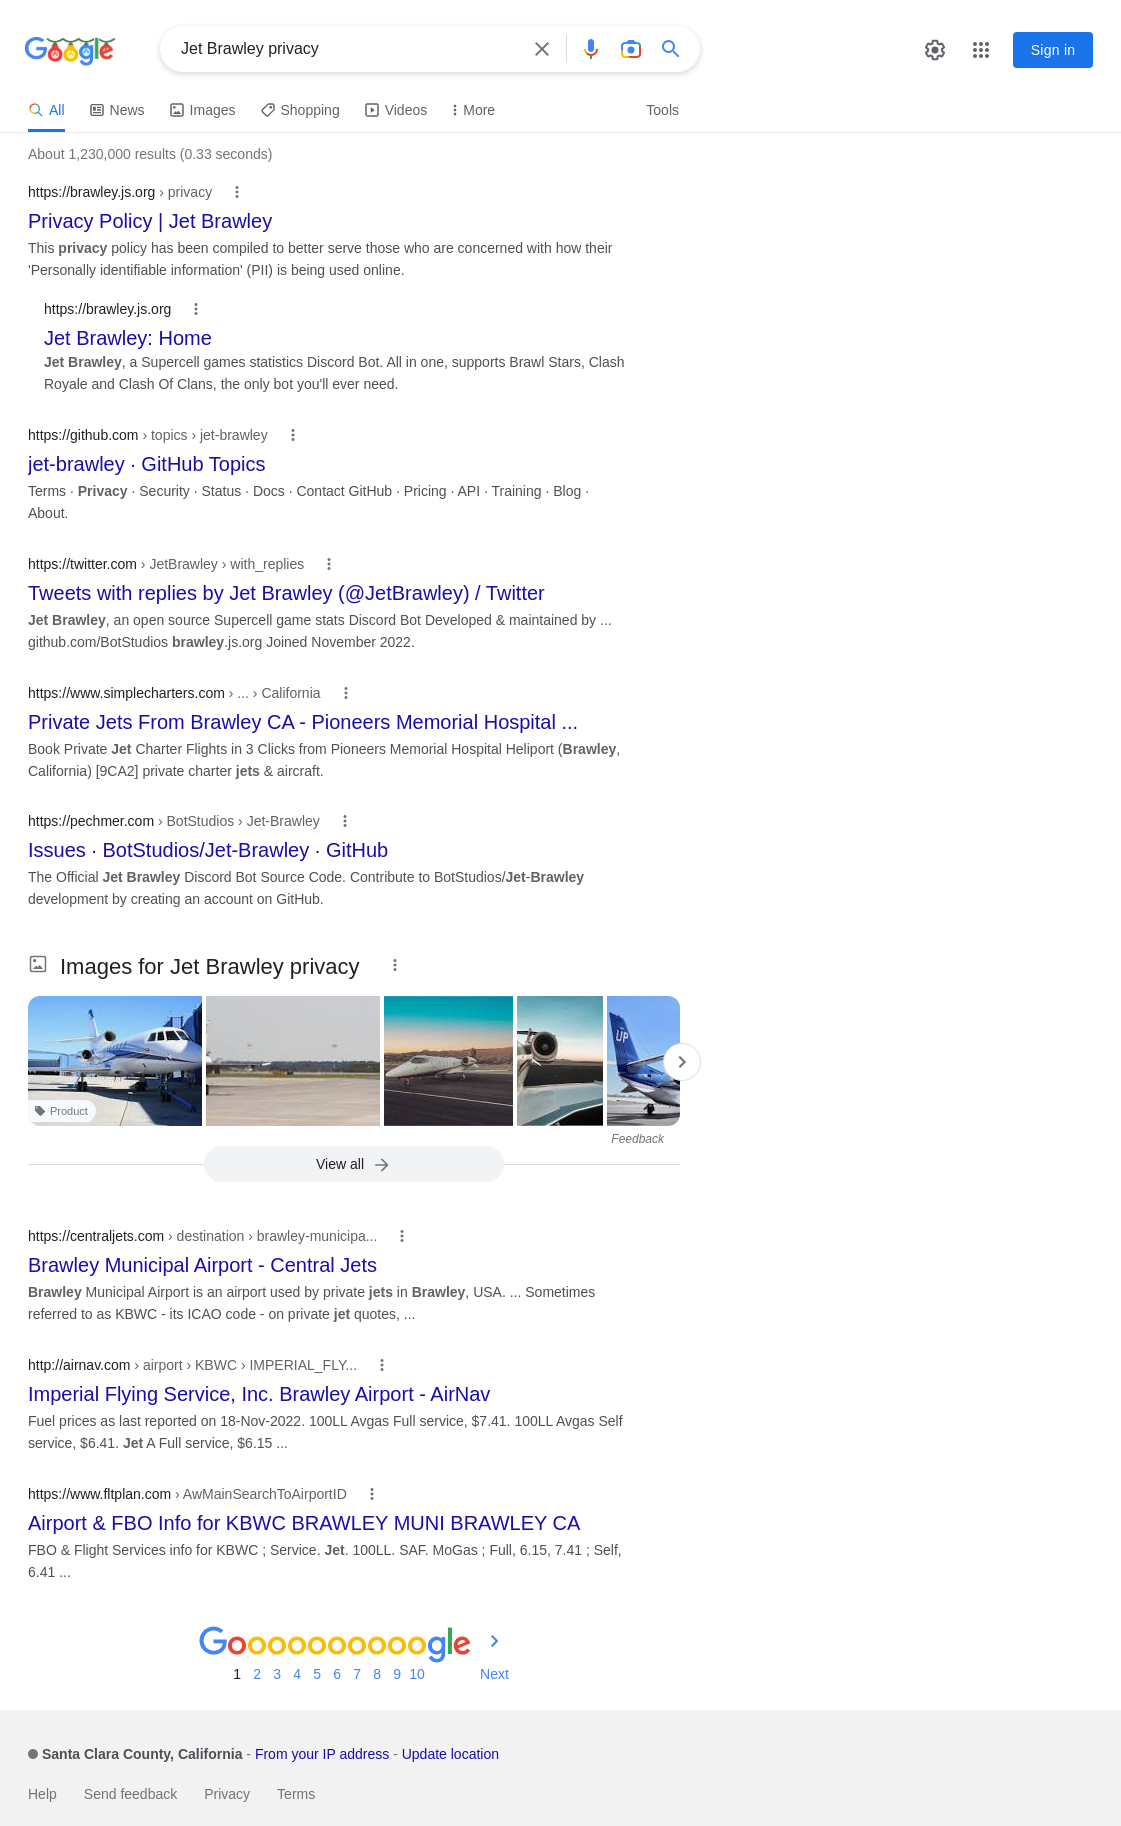 Google
Jet Brawley privacy
Sign in
All
News
Images
Shopping
Videos
More
Tools
About 1,230,000 results (0.33 seconds)
https://brawley.js.org › privacy
Privacy Policy | Jet Brawley
This privacy policy has been compiled to better serve those who are concerned with how their
'Personally identifiable information' (PII) is being used online.
https://brawley.js.org
Jet Brawley: Home
Jet Brawley, a Supercell games statistics Discord Bot. All in one, supports Brawl Stars, Clash
Royale and Clash Of Clans, the only bot you'll ever need.
https://github.com › topics › jet-brawley
jet-brawley · GitHub Topics
Terms · Privacy · Security · Status · Docs · Contact GitHub · Pricing · API · Training · Blog ·
About.
https://twitter.com › JetBrawley › with_replies
Tweets with replies by Jet Brawley (@JetBrawley) / Twitter
Jet Brawley, an open source Supercell game stats Discord Bot Developed & maintained by ...
github.com/BotStudios brawley.js.org Joined November 2022.
https://www.simplecharters.com › ... › California
Private Jets From Brawley CA - Pioneers Memorial Hospital ...
Book Private Jet Charter Flights in 3 Clicks from Pioneers Memorial Hospital Heliport (Brawley,
California) [9CA2] private charter jets & aircraft.
https://pechmer.com › BotStudios › Jet-Brawley
Issues · BotStudios/Jet-Brawley · GitHub
The Official Jet Brawley Discord Bot Source Code. Contribute to BotStudios/Jet-Brawley
development by creating an account on GitHub.
Images for Jet Brawley privacy
UP
Product
Feedback
View all
https://centraljets.com › destination › brawley-municipa...
Brawley Municipal Airport - Central Jets
Brawley Municipal Airport is an airport used by private jets in Brawley, USA. ... Sometimes
referred to as KBWC - its ICAO code - on private jet quotes, ...
http://airnav.com › airport › KBWC › IMPERIAL_FLY...
Imperial Flying Service, Inc. Brawley Airport - AirNav
Fuel prices as last reported on 18-Nov-2022. 100LL Avgas Full service, $7.41. 100LL Avgas Self
service, $6.41. Jet A Full service, $6.15 ...
https://www.fltplan.com › AwMainSearchToAirportID
Airport & FBO Info for KBWC BRAWLEY MUNI BRAWLEY CA
FBO & Flight Services info for KBWC ; Service. Jet. 100LL. SAF. MoGas ; Full, 6.15, 7.41 ; Self,
6.41 ...
Goooooooooogle
1 2 3 4 5 6 7 8 9 10 Next
Santa Clara County, California - From your IP address - Update location
Help Send feedback Privacy Terms